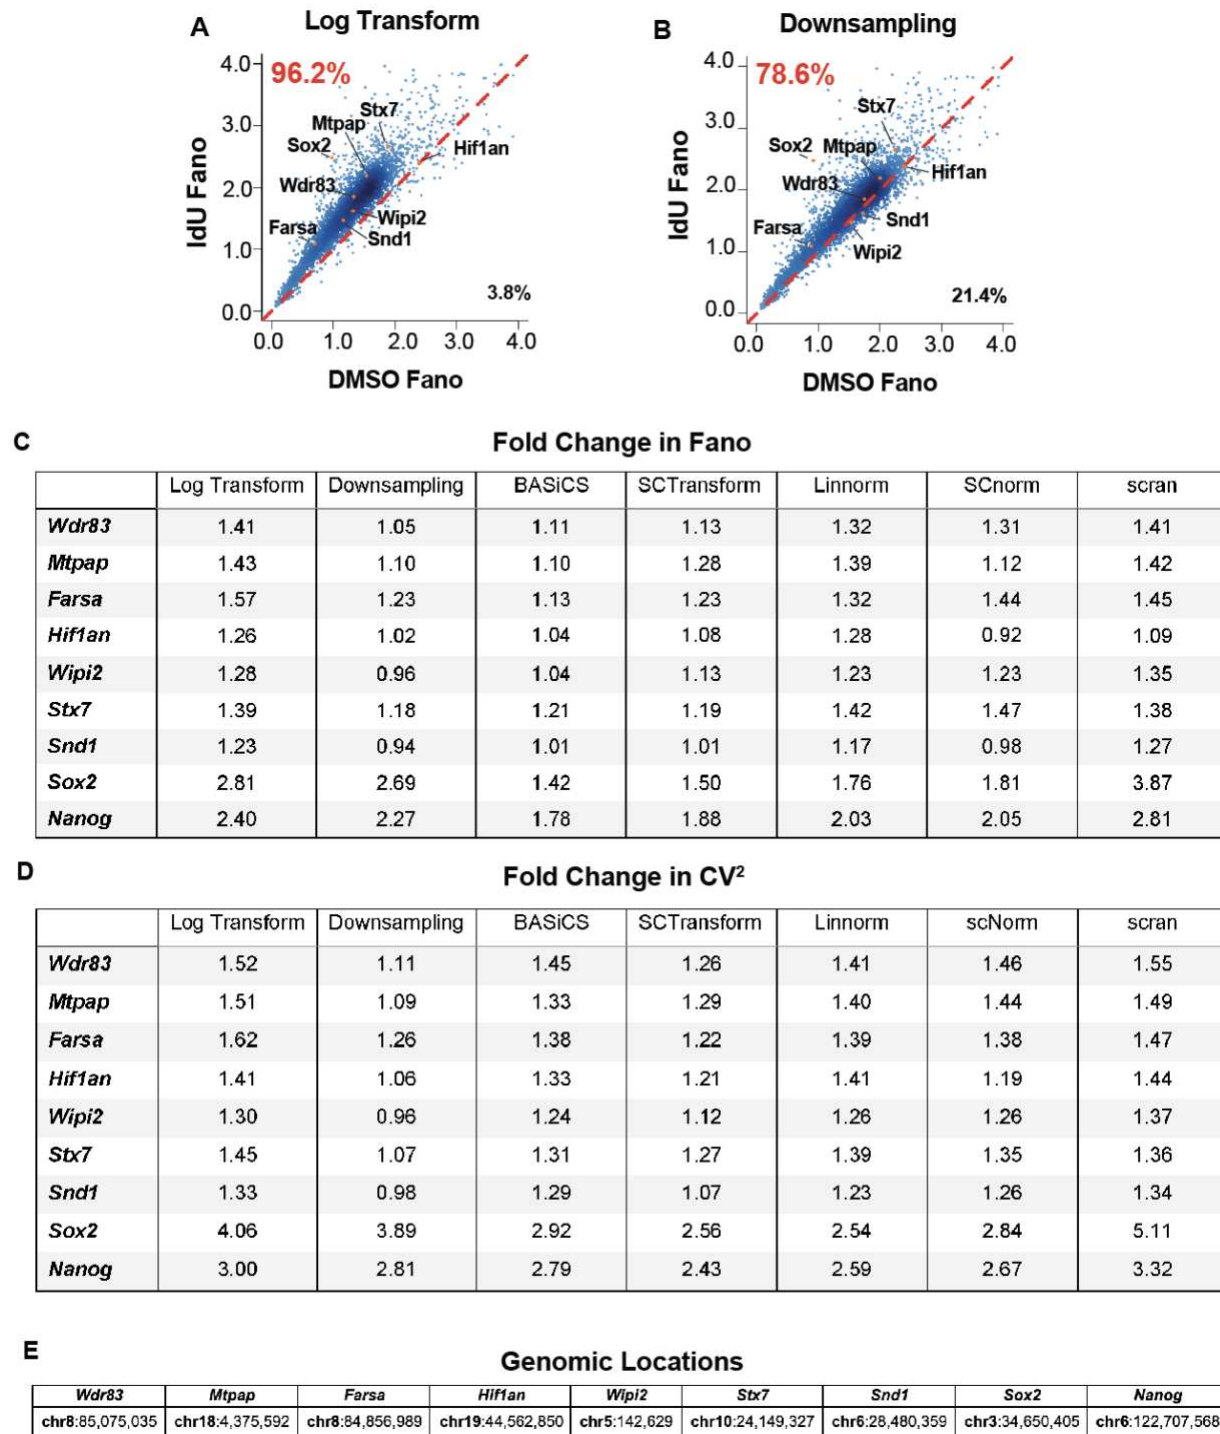 A Log Transform
96.2%
4.0
3.0
2.0
1.0
0.0
IdU Fano
Stx7
Mtpap
Sox2
Hif1an
Wdr83
Wipi2
Farsa
Snd1
3.8%
0.0 1.0 2.0 3.0 4.0
DMSO Fano
B Downsampling
78.6%
4.0
3.0
2.0
1.0
0.0
IdU Fano
Stx7
Sox2 Mtpap
Hif1an
Wdr83
Snd1
Farsa
Wipi2
21.4%
0.0 1.0 2.0 3.0 4.0
DMSO Fano
C Fold Change in Fano
Log Transform Downsampling BASiCS SCTransform Linnorm SCnorm scran
Wdr83 1.41 1.05 1.11 1.13 1.32 1.31 1.41
Mtpap 1.43 1.10 1.10 1.28 1.39 1.12 1.42
Farsa 1.57 1.23 1.13 1.23 1.32 1.44 1.45
Hif1an 1.26 1.02 1.04 1.08 1.28 0.92 1.09
Wipi2 1.28 0.96 1.04 1.13 1.23 1.23 1.35
Stx7 1.39 1.18 1.21 1.19 1.42 1.47 1.38
Snd1 1.23 0.94 1.01 1.01 1.17 0.98 1.27
Sox2 2.81 2.69 1.42 1.50 1.76 1.81 3.87
Nanog 2.40 2.27 1.78 1.88 2.03 2.05 2.81
D Fold Change in CV²
Log Transform Downsampling BASiCS SCTransform Linnorm scNorm scran
Wdr83 1.52 1.11 1.45 1.26 1.41 1.46 1.55
Mtpap 1.51 1.09 1.33 1.29 1.40 1.44 1.49
Farsa 1.62 1.26 1.38 1.22 1.39 1.38 1.47
Hif1an 1.41 1.06 1.33 1.21 1.41 1.19 1.44
Wipi2 1.30 0.96 1.24 1.12 1.26 1.26 1.37
Stx7 1.45 1.07 1.31 1.27 1.39 1.35 1.36
Snd1 1.33 0.98 1.29 1.07 1.23 1.26 1.34
Sox2 4.06 3.89 2.92 2.56 2.54 2.84 5.11
Nanog 3.00 2.81 2.79 2.43 2.59 2.67 3.32
E Genomic Locations
Wdr83 Mtpap Farsa Hif1an Wipi2 Stx7 Snd1 Sox2 Nanog
chr8:85,075,035 chr18:4,375,592 chr8:84,856,989 chr19:44,562,850 chr5:142,629 chr10:24,149,327 chr6:28,480,359 chr3:34,650,405 chr6:122,707,568